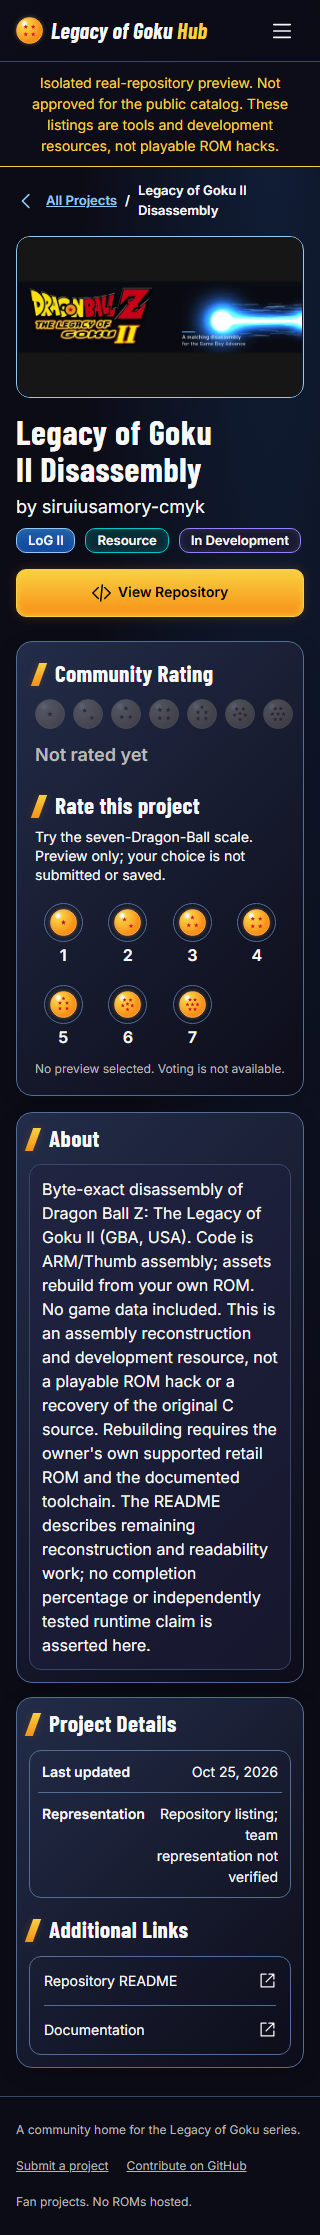 Legacy of Goku Hub
Isolated real-repository preview. Not
approved for the public catalog. These
listings are tools and development
resources, not playable ROM hacks.
All Projects / Legacy of Goku II
Disassembly
DRAGON BALL Z
THE LEGACY OF
GOKU II
A matching disassembly
for the Game Boy Advance
Legacy of Goku
II Disassembly
by siruiusamory-cmyk
LoG II Resource In Development
View Repository
Community Rating
Not rated yet
Rate this project
Try the seven-Dragon-Ball scale.
Preview only; your choice is not
submitted or saved.
1 2 3 4
5 6 7
No preview selected. Voting is not available.
About
Byte-exact disassembly of
Dragon Ball Z: The Legacy of
Goku II (GBA, USA). Code is
ARM/Thumb assembly; assets
rebuild from your own ROM.
No game data included. This is
an assembly reconstruction
and development resource, not
a playable ROM hack or a
recovery of the original C
source. Rebuilding requires the
owner's own supported retail
ROM and the documented
toolchain. The README
describes remaining
reconstruction and readability
work; no completion
percentage or independently
tested runtime claim is
asserted here.
Project Details
Last updated Oct 25, 2026
Representation Repository listing;
team
representation not
verified
Additional Links
Repository README
Documentation
A community home for the Legacy of Goku series.
Submit a project Contribute on GitHub
Fan projects. No ROMs hosted.